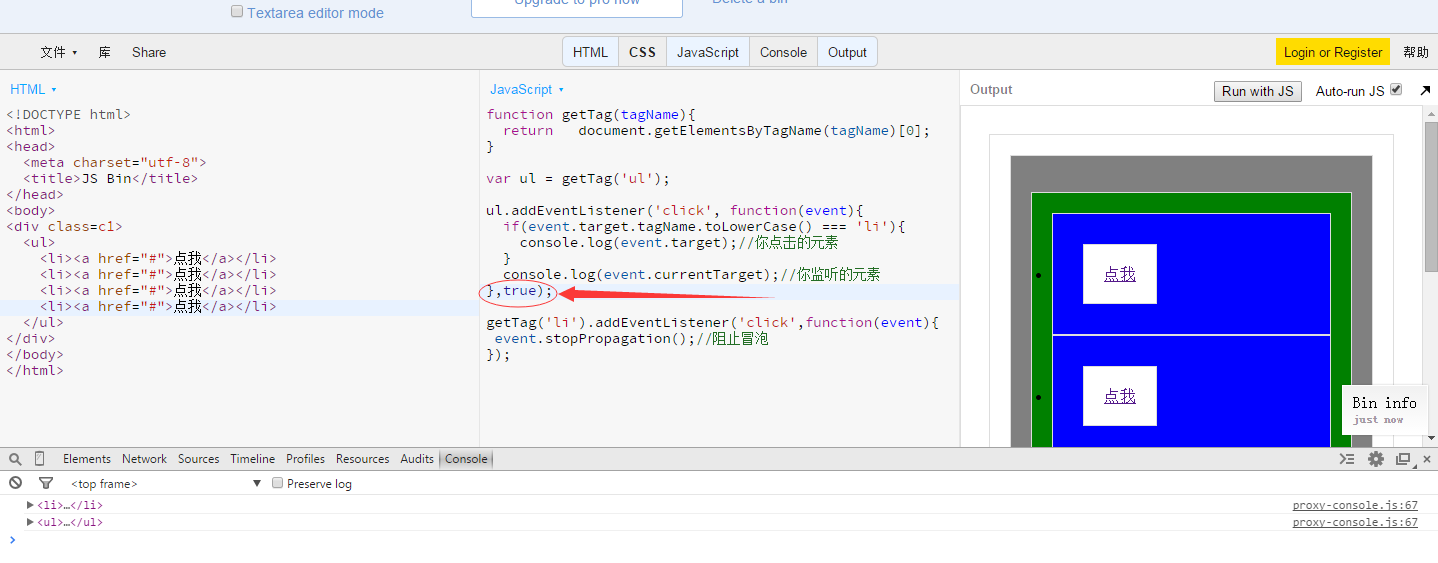 Textarea editor mode
Upgrade to pro now
Delete a bin
文件 库 Share HTML CSS JavaScript Console Output Login or Register 帮助
HTML
<!DOCTYPE html>
<html>
<head>
<meta charset="utf-8">
<title>JS Bin</title>
</head>
<body>
<div class=c1>
<ul>
<li><a href="#">点我</a></li>
<li><a href="#">点我</a></li>
<li><a href="#">点我</a></li>
<li><a href="#">点我</a></li>
</ul>
</div>
</body>
</html>
JavaScript
function getTag(tagName){
return   document.getElementsByTagName(tagName)[0];
}
var ul = getTag('ul');
ul.addEventListener('click', function(event){
if(event.target.tagName.toLowerCase() === 'li'){
console.log(event.target);//你点击的元素
}
console.log(event.currentTarget);//你监听的元素
},true);
getTag('li').addEventListener('click',function(event){
event.stopPropagation();//阻止冒泡
});
Output Run with JS Auto-run JS
点我
点我
Bin info
just now
Elements Network Sources Timeline Profiles Resources Audits Console
<top frame> Preserve log
<li>…</li> proxy-console.js:67
<ul>…</ul> proxy-console.js:67